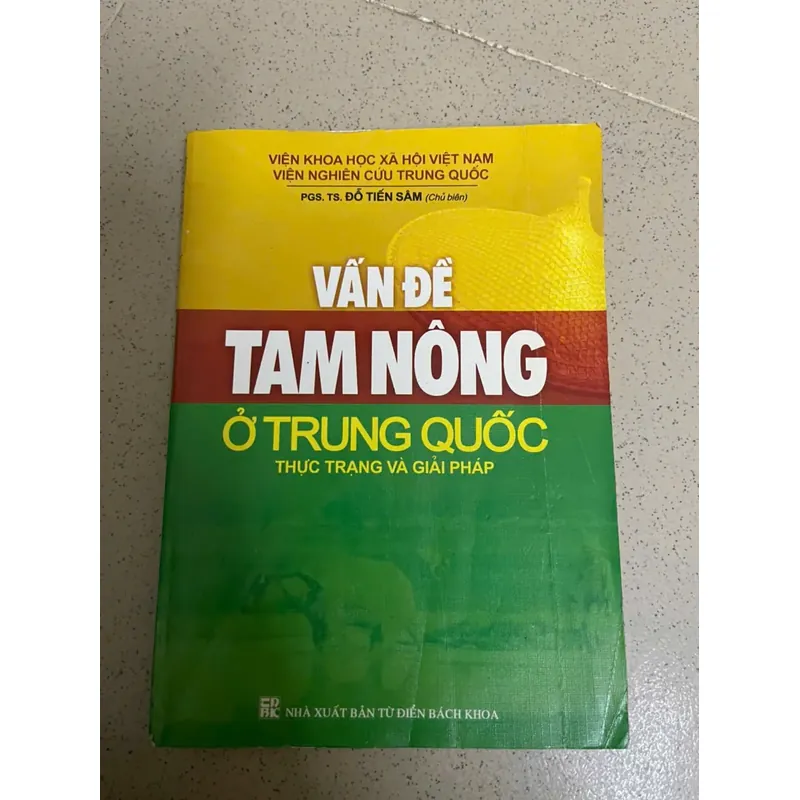 VIỆN KHOA HỌC XÃ HỘI VIỆT NAM
VIỆN NGHIÊN CỨU TRUNG QUỐC
PGS. TS. ĐỖ TIẾN SÂM (Chủ biên)
VẤN ĐỀ
TAM NÔNG
Ở TRUNG QUỐC
THỰC TRẠNG VÀ GIẢI PHÁP
NHÀ XUẤT BẢN TỪ ĐIỂN BÁCH KHOA